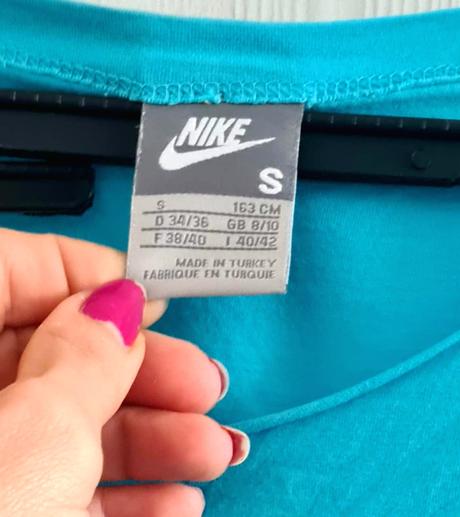 NIKE
S
S 163 CM
D 34/36 GB 8/10
F 38/40 I 40/42
MADE IN TURKEY
FABRIQUE EN TURQUIE